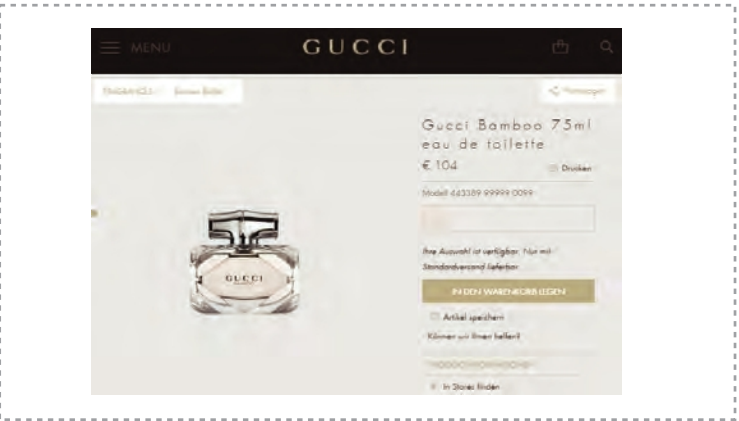 MENU
GUCCI
Gucci Bamboo 75ml
eau de toilette
€ 104
Drucken
Modell 443389 99999 0099
Ihre Auswahl ist verfügbar. Nur mit
Standardversand lieferbar.
GUCCI
IN DEN WARENKORB LEGEN
Artikel speichern
Können wir Ihnen helfen?
In Stores finden